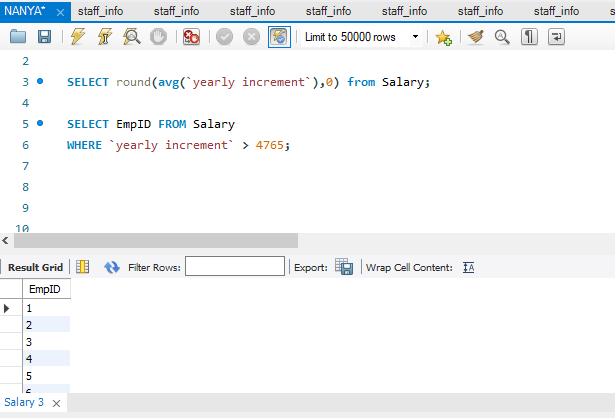 NANYA* staff_info staff_info staff_info staff_info staff_info staff_info staff_info
Limit to 50000 rows
2
3 SELECT round(avg(`yearly increment`),0) from Salary;
4
5 SELECT EmpID FROM Salary
6 WHERE `yearly increment` > 4765;
7
8
9
10
Result Grid Filter Rows: Export: Wrap Cell Content: IA
EmpID
1
2
3
4
5
6
Salary 3